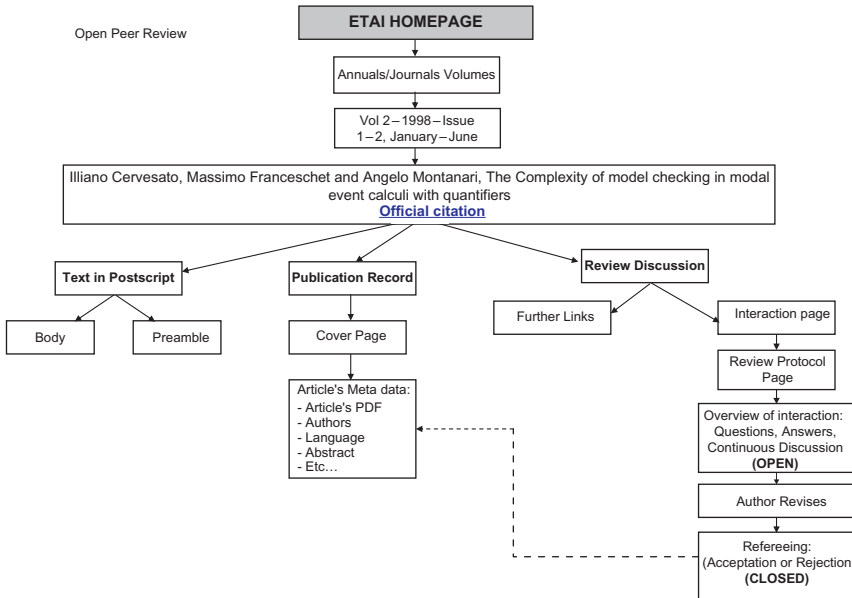 ETAI HOMEPAGE
Open Peer Review
Annuals/Journals Volumes
Vol 2–1998–Issue
1–2, January–June
Illiano Cervesato, Massimo Franceschet and Angelo Montanari, The Complexity of model checking in modal
event calculi with quantifiers
Official citation
Text in Postscript
Publication Record
Review Discussion
Body
Preamble
Cover Page
Further Links
Interaction page
Review Protocol
Page
Article's Meta data:
- Article's PDF
- Authors
- Language
- Abstract
- Etc…
Overview of interaction:
Questions, Answers,
Continuous Discussion
(OPEN)
Author Revises
Refereeing:
(Acceptation or Rejection
(CLOSED)